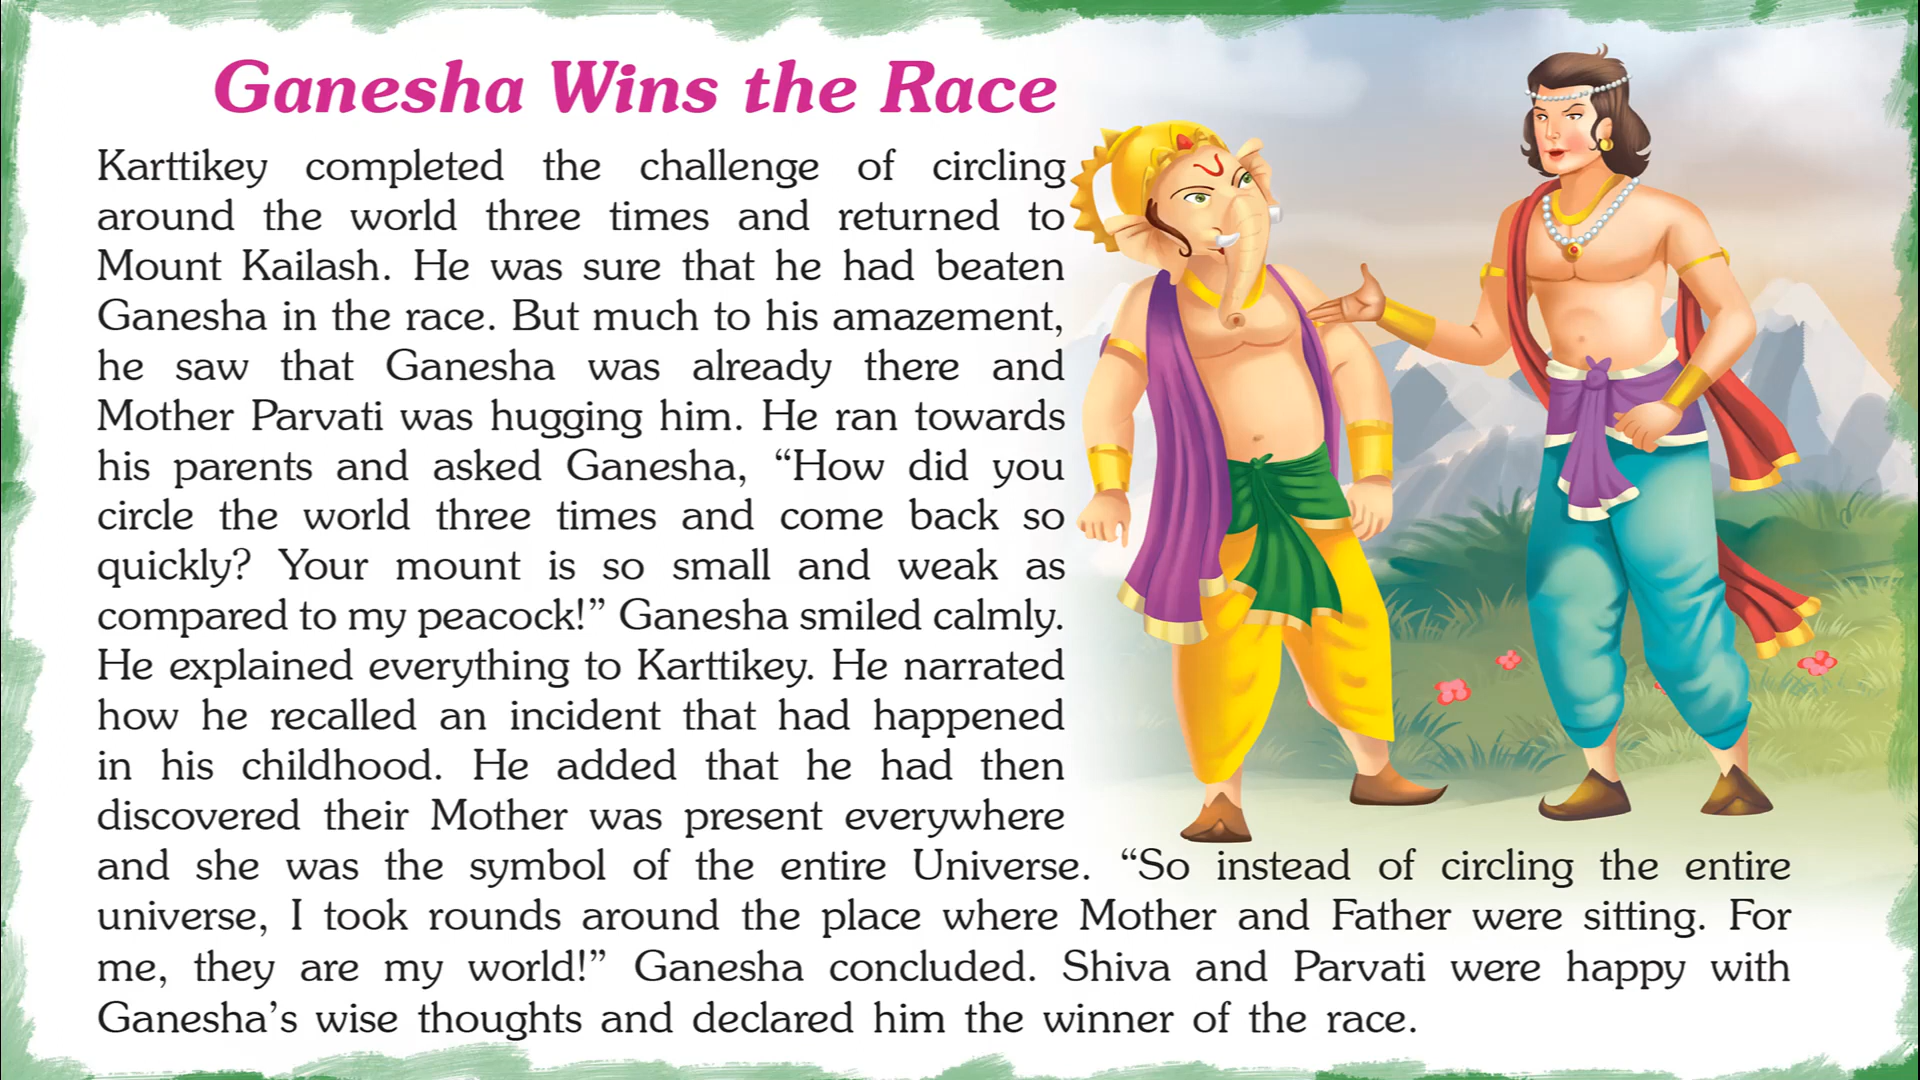 Ganesha Wins the Race
Karttikey completed the challenge of circling
around the world three times and returned to
Mount Kailash. He was sure that he had beaten
Ganesha in the race. But much to his amazement,
he saw that Ganesha was already there and
Mother Parvati was hugging him. He ran towards
his parents and asked Ganesha, “How did you
circle the world three times and come back so
quickly? Your mount is so small and weak as
compared to my peacock!” Ganesha smiled calmly.
He explained everything to Karttikey. He narrated
how he recalled an incident that had happened
in his childhood. He added that he had then
discovered their Mother was present everywhere
and she was the symbol of the entire Universe. “So instead of circling the entire
universe, I took rounds around the place where Mother and Father were sitting. For
me, they are my world!” Ganesha concluded. Shiva and Parvati were happy with
Ganesha’s wise thoughts and declared him the winner of the race.